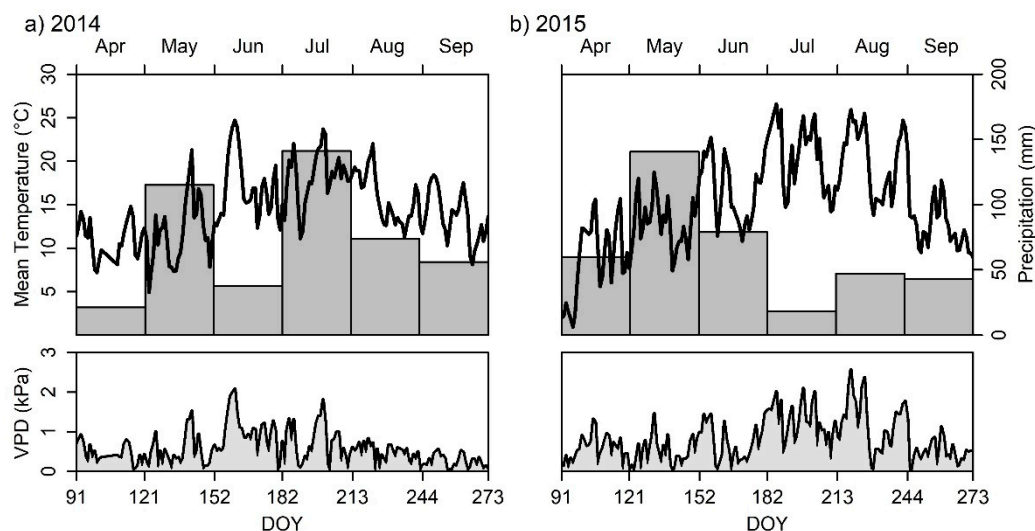 a) 2014
b) 2015
Apr May Jun Jul Aug Sep
Apr May Jun Jul Aug Sep
Mean Temperature (°C)
30
25
20
15
10
5
Precipitation (mm)
200
150
100
50
0
VPD (kPa)
3
2
1
0
91 121 152 182 213 244 273
DOY
91 121 152 182 213 244 273
DOY